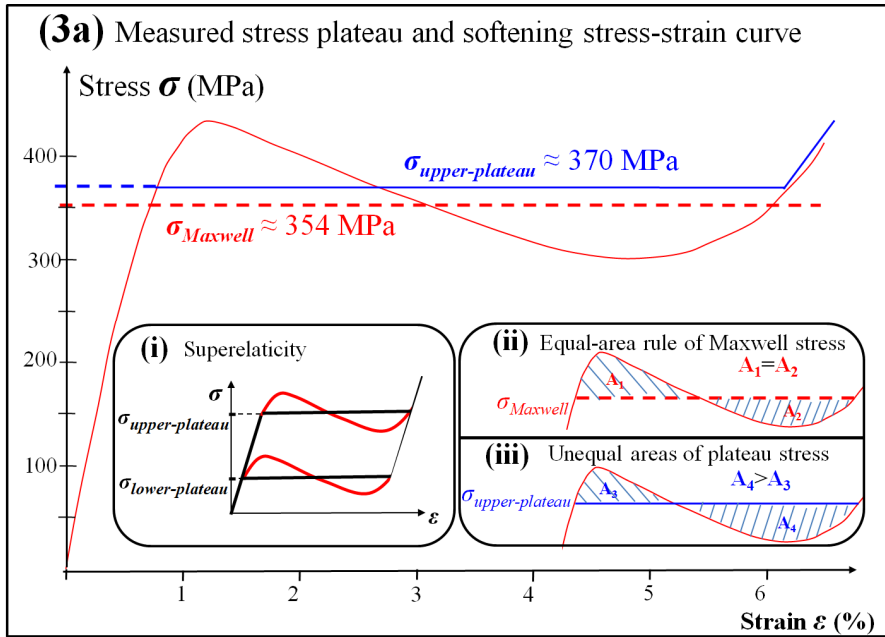 (3a) Measured stress plateau and softening stress-strain curve
Stress σ (MPa)
400
300
200
100
σupper-plateau ≈ 370 MPa
σMaxwell ≈ 354 MPa
(i) Superelaticity
σ
σupper-plateau
σlower-plateau
ε
(ii) Equal-area rule of Maxwell stress
A1=A2
A1
σMaxwell
A2
(iii) Unequal areas of plateau stress
A4>A3
A3
σupper-plateau
A4
1 2 3 4 5 6
Strain ε (%)